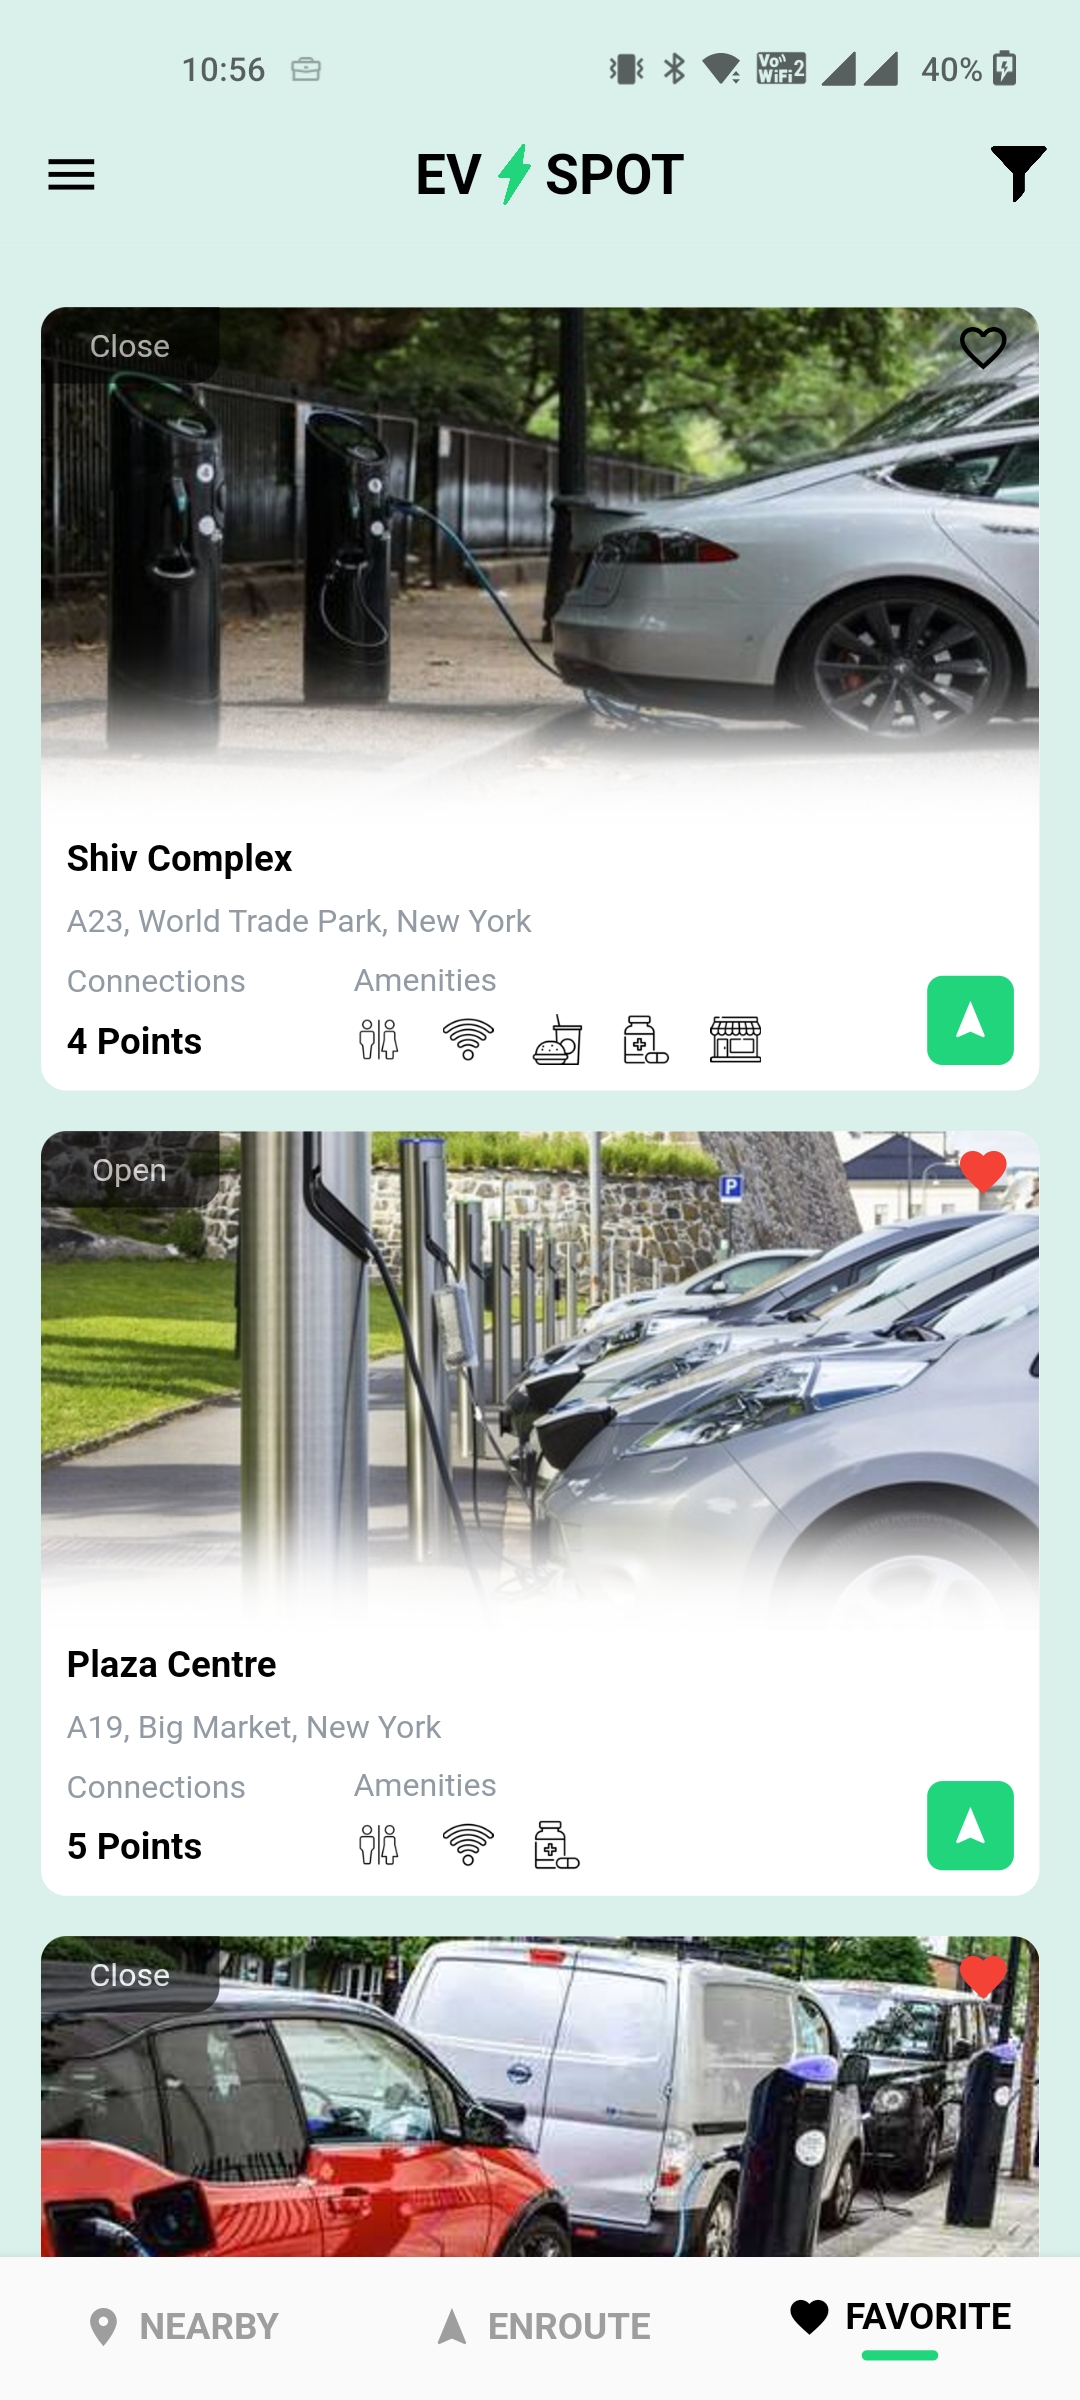 10:56
Vo)) WiFi 2
40%
EV SPOT
Close
Shiv Complex
A23, World Trade Park, New York
Connections
Amenities
4 Points
Open
P
Plaza Centre
A19, Big Market, New York
Connections
Amenities
5 Points
Close
NEARBY
ENROUTE
FAVORITE